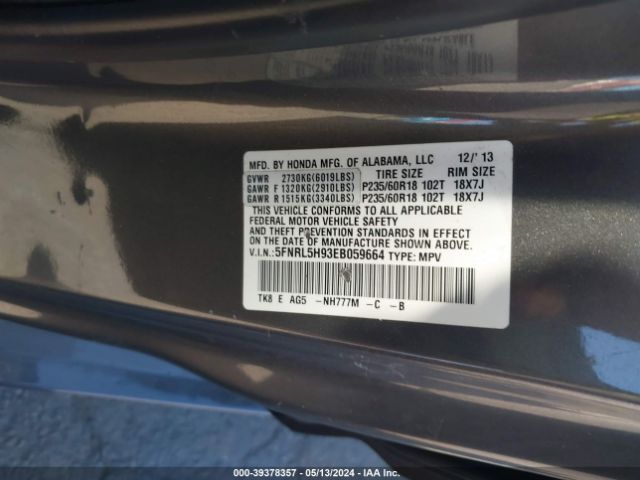 MFD. BY HONDA MFG. OF ALABAMA, LLC 12/'13
GVWR 2730KG(6019LBS) TIRE SIZE RIM SIZE
GAWR F 1320KG(2910LBS) P235/60R18 102T 18X7J
GAWR R 1515KG(3340LBS) P235/60R18 102T 18X7J
THIS VEHICLE CONFORMS TO ALL APPLICABLE
FEDERAL MOTOR VEHICLE SAFETY
AND THEFT PREVENTION STANDARDS IN EFFECT
ON THE DATE OF MANUFACTURE SHOWN ABOVE.
V.I.N.: 5FNRL5H93EB059664 TYPE: MPV
TK8 E AG5 -NH777M -C -B
000-39378357 - 05/13/2024 - IAA Inc.